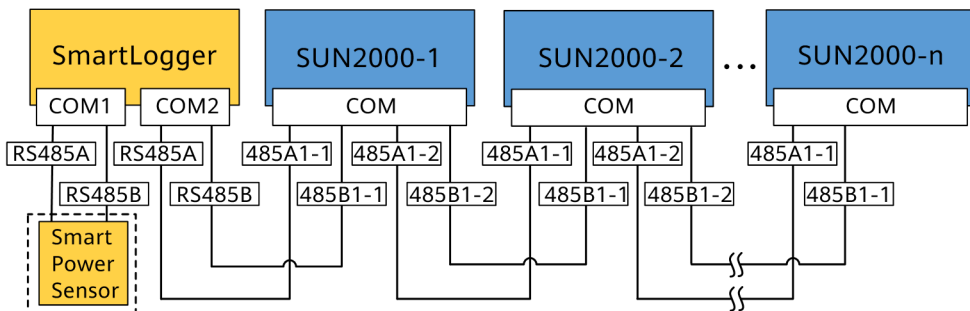 SmartLogger
SUN2000-1
SUN2000-2
...
SUN2000-n
COM1
COM2
COM
COM
COM
RS485A
RS485A
485A1-1
485A1-2
485A1-1
485A1-2
485A1-1
RS485B
RS485B
485B1-1
485B1-2
485B1-1
485B1-2
485B1-1
Smart
Power
Sensor